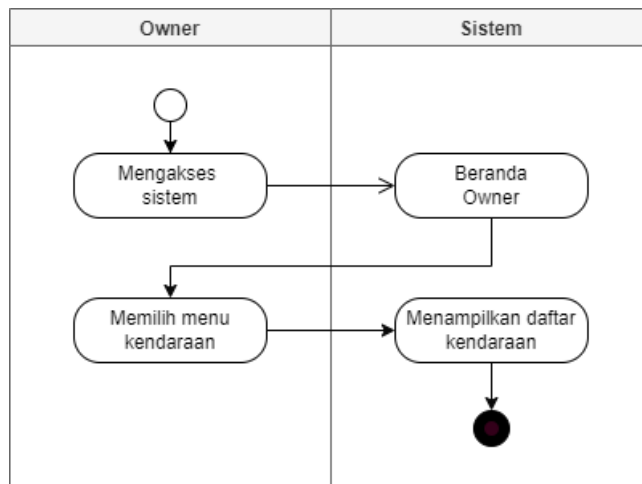 Owner
Sistem
Mengakses
sistem
Beranda
Owner
Memilih menu
kendaraan
Menampilkan daftar
kendaraan